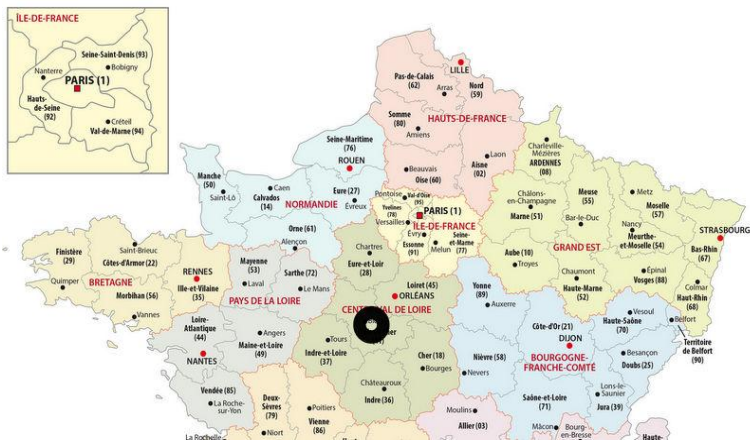 ÎLE-DE-FRANCE
Seine-Saint-Denis (93)
Nanterre
Bobigny
PARIS (1)
Hauts-
de-Seine
(92)
Créteil
Val-de-Marne (94)
LILLE
Pas-de-Calais
(62)
Arras
Nord
(59)
Somme
(80)
HAUTS-DE-FRANCE
Amiens
Seine-Maritime
(76)
ROUEN
Charleville-
Mézières
ARDENNES
(08)
Laon
Aisne
(02)
Beauvais
Oise (60)
Manche
(50)
Saint-Lô
Caen
Calvados
(14)
Eure (27)
Évreux
NORMANDIE
Orne (61)
Alençon
Pontoise
Val-d'Oise
(95)
Yvelines
(78)
PARIS (1)
Versailles
ÎLE-DE-FRANCE
Évry
Essonne
(91)
Melun
Seine-
et-Marne
(77)
Châlons-
en-Champagne
Marne (51)
Meuse
(55)
Metz
Moselle
(57)
Bar-le-Duc
Nancy
Meurthe-
et-Moselle (54)
STRASBOURG
Bas-Rhin
(67)
GRAND EST
Aube (10)
Troyes
Chaumont
Haute-Marne
(52)
Épinal
Vosges (88)
Colmar
Haut-Rhin
(68)
Finistère
(29)
Quimper
Saint-Brieuc
Côtes-d'Armor (22)
BRETAGNE
RENNES
Ille-et-Vilaine
(35)
Morbihan (56)
Vannes
Mayenne
(53)
Laval
Sarthe (72)
Le Mans
PAYS DE LA LOIRE
Loire-
Atlantique
(44)
NANTES
Angers
Maine-et-Loire
(49)
Vendée (85)
La Roche-
sur-Yon
Chartres
Eure-et-Loir
(28)
Loiret (45)
ORLÉANS
DE LOIRE
Tours
Indre-et-Loire
(37)
Cher (18)
Bourges
Châteauroux
Indre (36)
Yonne
(89)
Auxerre
Côte-d'Or (21)
DIJON
BOURGOGNE-
FRANCHE-COMTÉ
Nièvre (58)
Nevers
Vesoul
Haute-Saône
(70)
Belfort
Territoire
de Belfort
(90)
Besançon
Doubs (25)
Lons-le-
Saunier
Jura (39)
Saône-et-Loire
(71)
Mâcon
Bourg-
en-Bresse
Moulins
Allier (03)
Deux-
Sèvres
(79)
Poitiers
Vienne
(86)
Niort
La Rochelle
Haute-